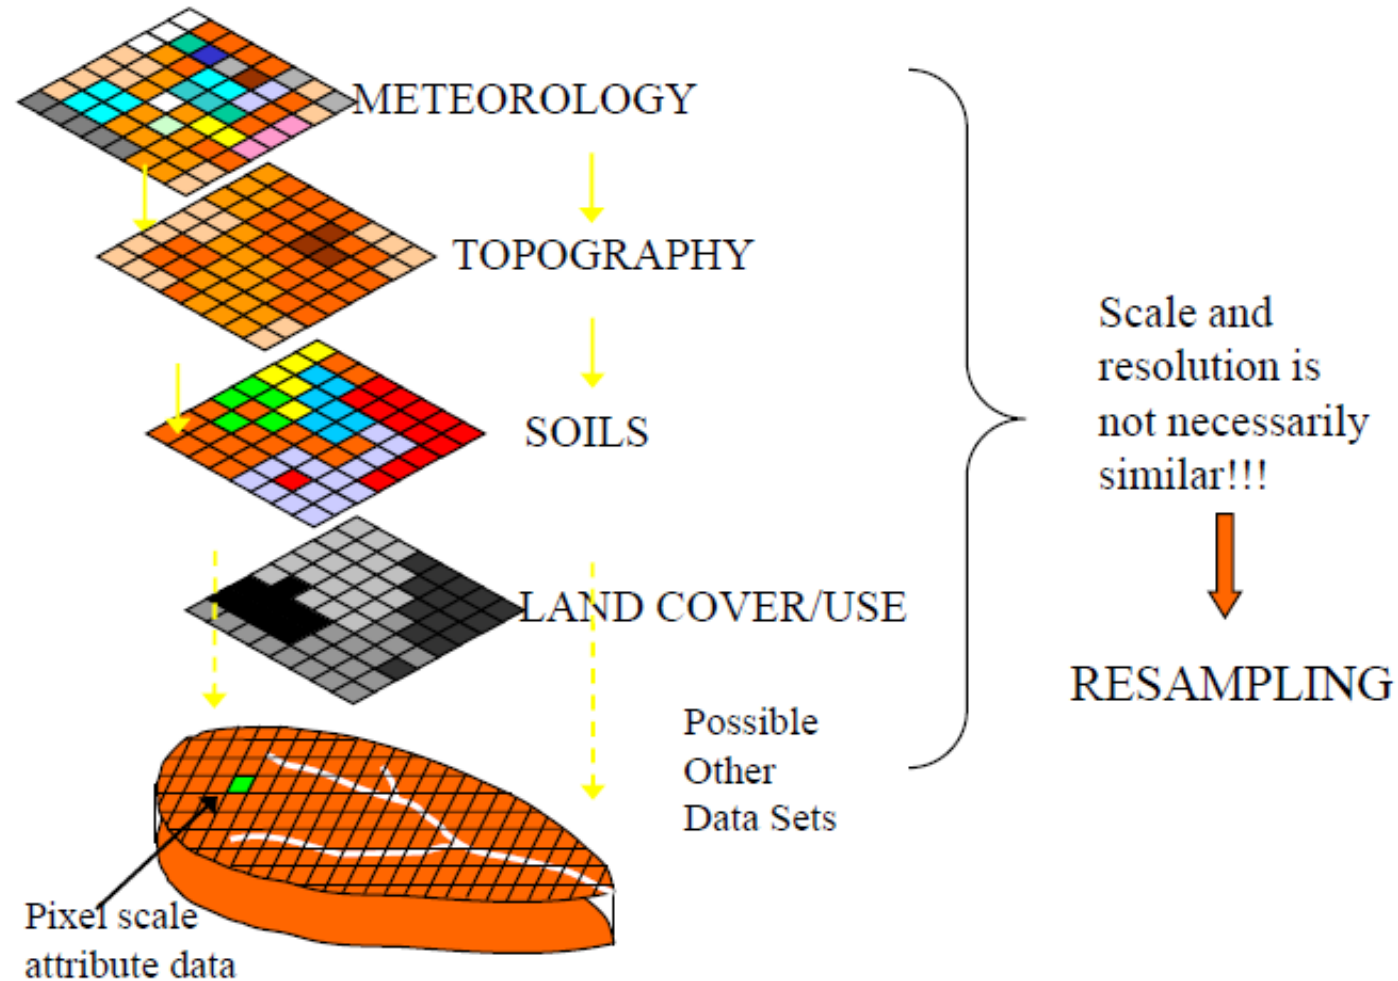 METEOROLOGY
TOPOGRAPHY
SOILS
LAND COVER/USE
Possible
Other
Data Sets
Pixel scale
attribute data
Scale and
resolution is
not necessarily
similar!!!
RESAMPLING